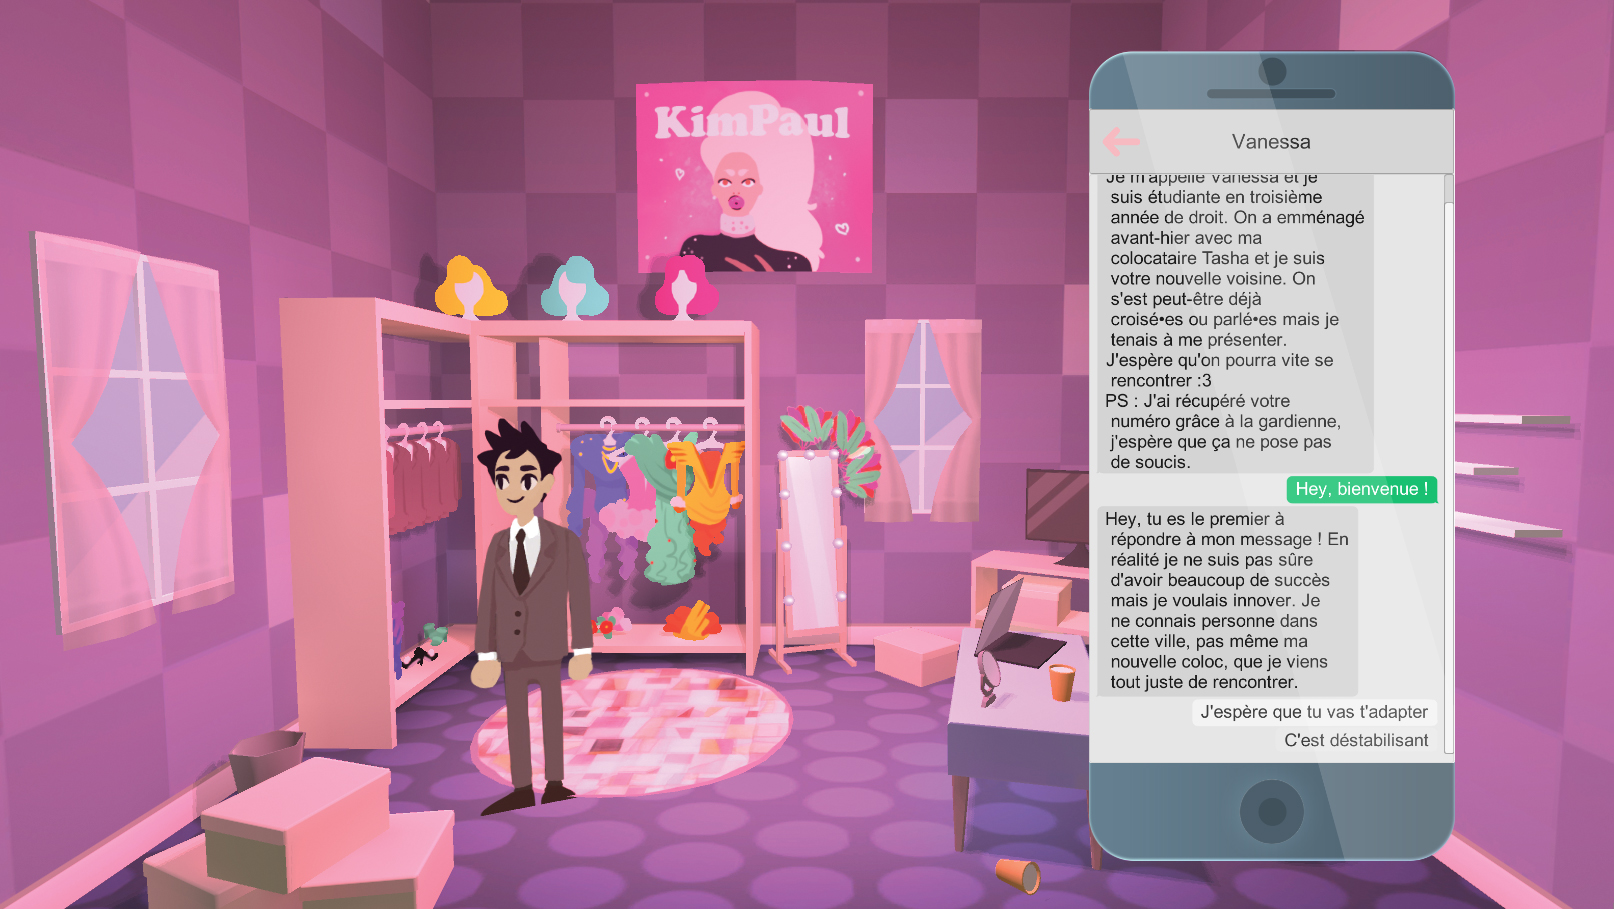 KimPaul
Vanessa
Je m'appelle Vanessa et je
suis étudiante en troisième
année de droit. On a emménagé
avant-hier avec ma
colocataire Tasha et je suis
votre nouvelle voisine. On
s'est peut-être déjà
croisé•es ou parlé•es mais je
tenais à me présenter.
J'espère qu'on pourra vite se
rencontrer :3
PS : J'ai récupéré votre
numéro grâce à la gardienne,
j'espère que ça ne pose pas
de soucis.
Hey, bienvenue !
Hey, tu es le premier à
répondre à mon message ! En
réalité je ne suis pas sûre
d'avoir beaucoup de succès
mais je voulais innover. Je
ne connais personne dans
cette ville, pas même ma
nouvelle coloc, que je viens
tout juste de rencontrer.
J'espère que tu vas t'adapter
C'est déstabilisant